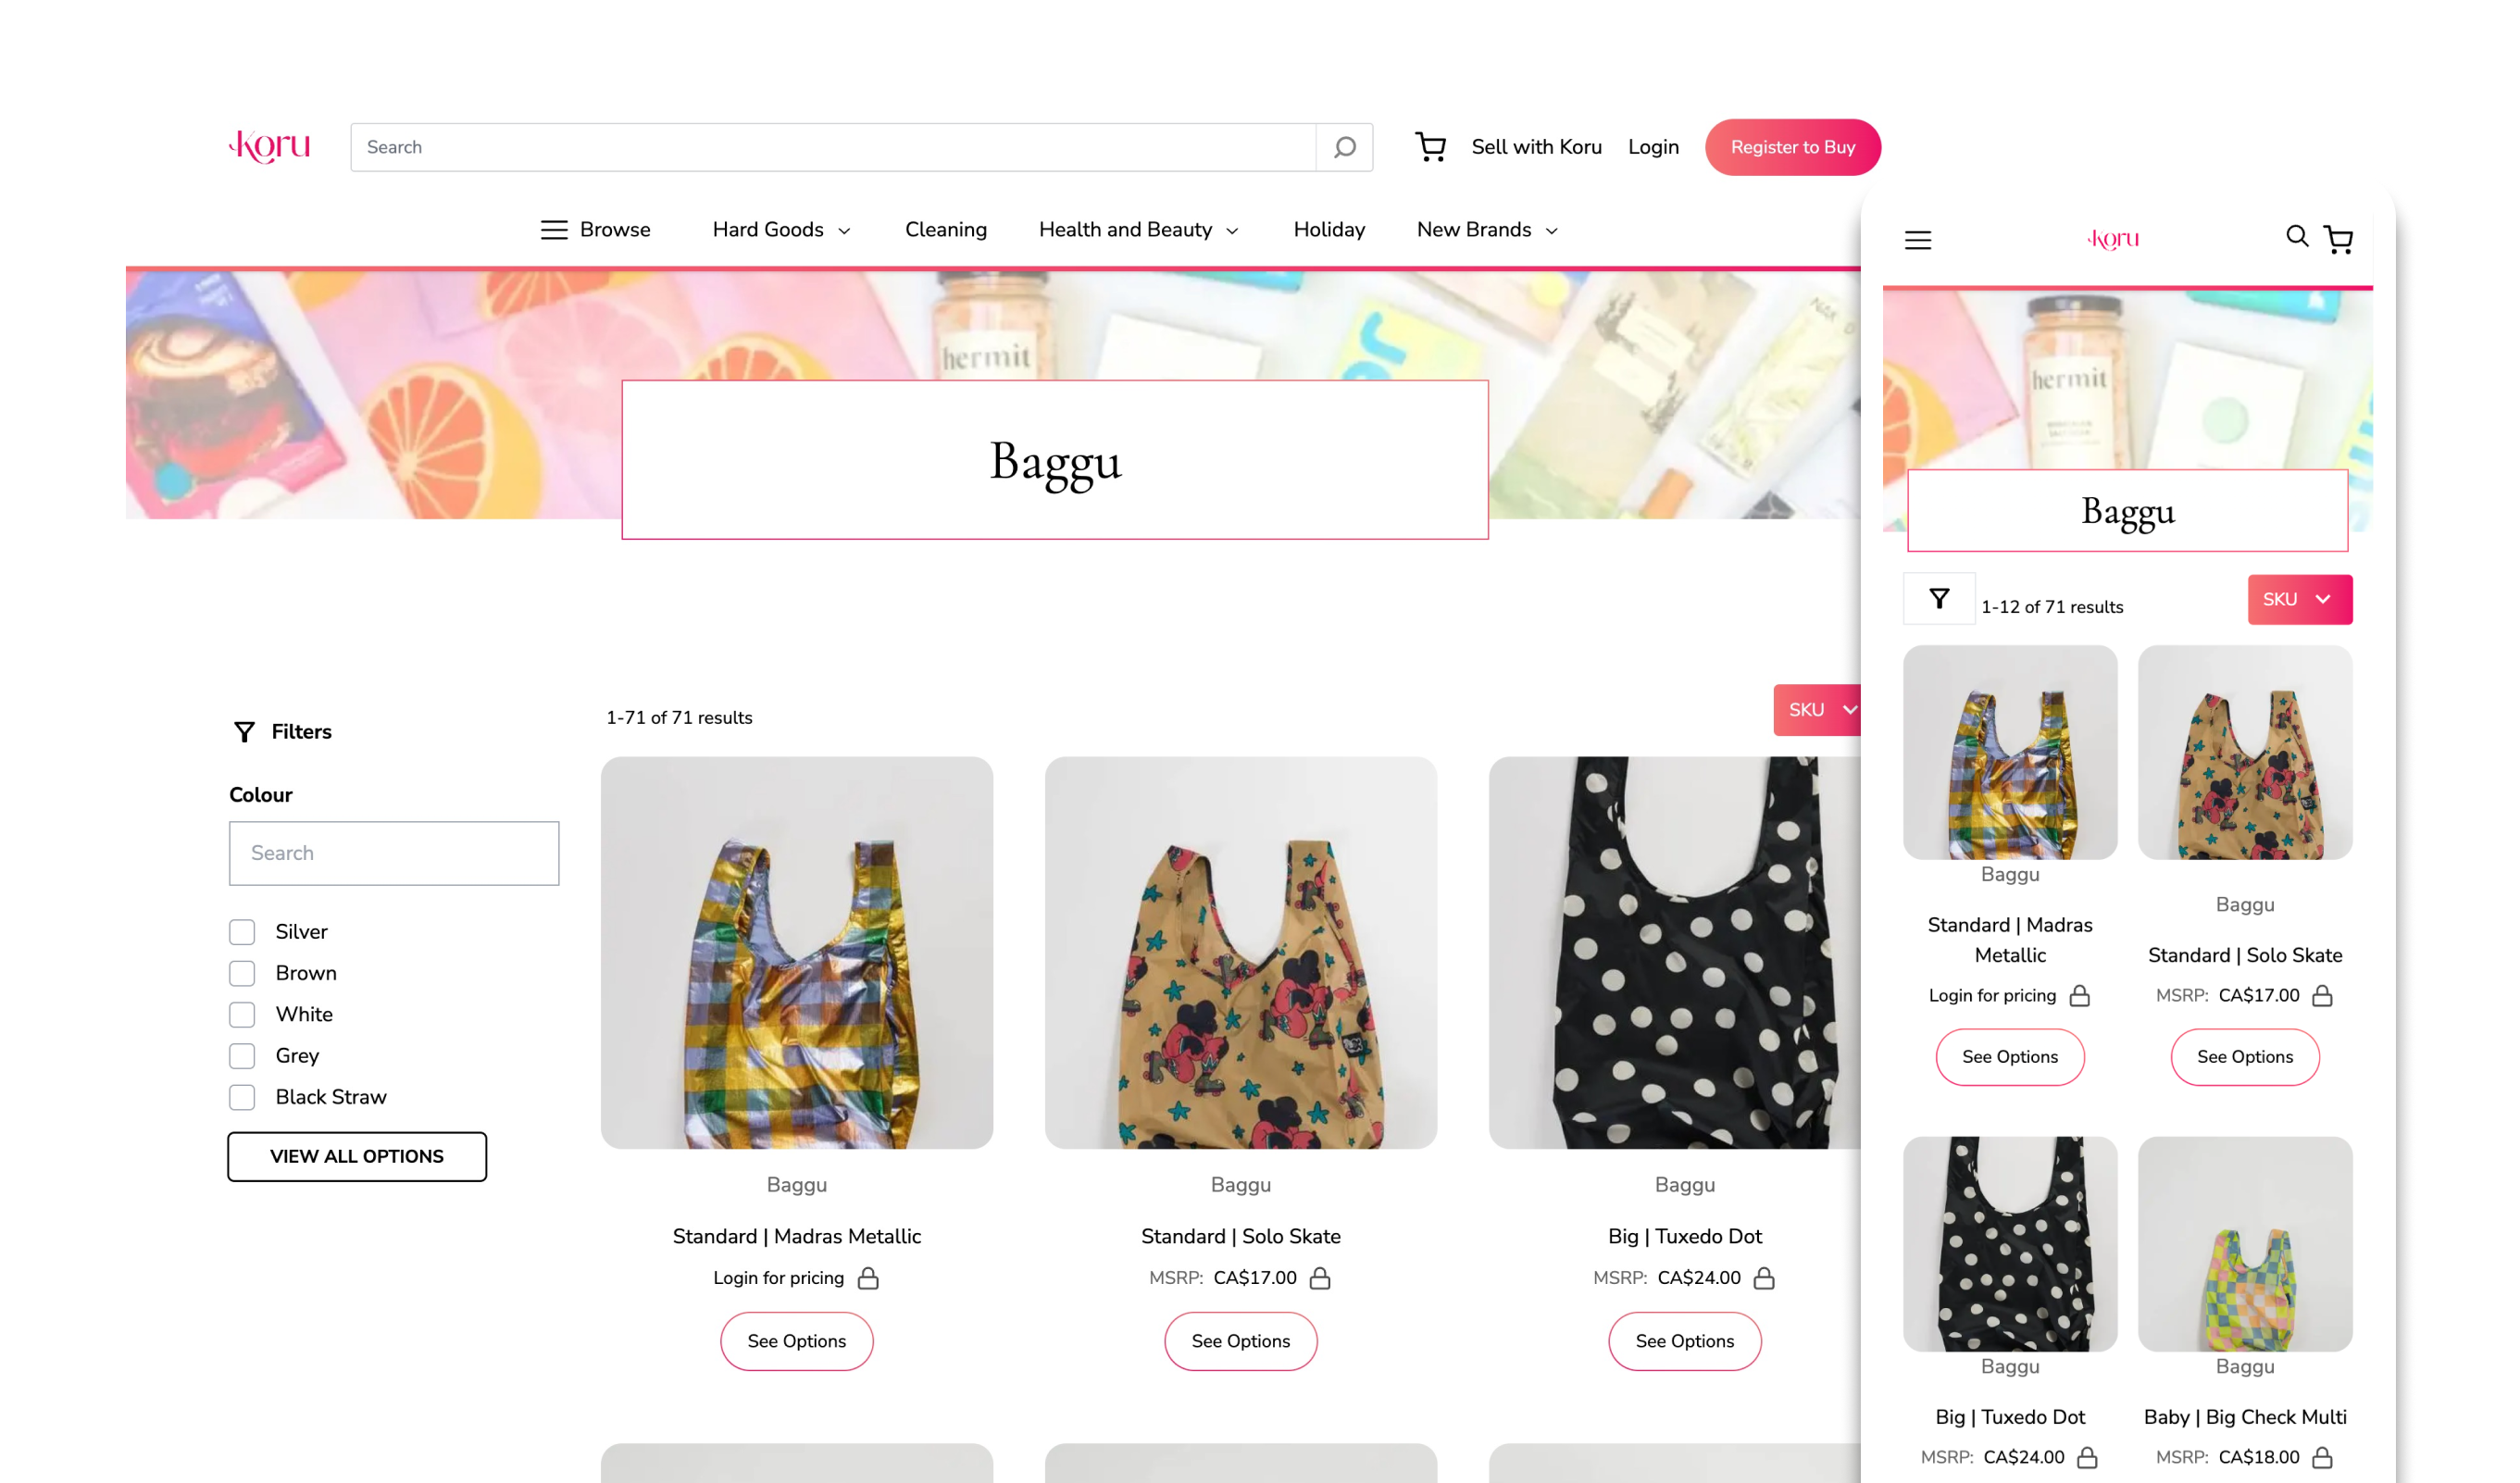 Koru
Search
Sell with Koru
Login
Register to Buy
Browse
Hard Goods
Cleaning
Health and Beauty
Holiday
New Brands
hermit
Baggu
Filters
Colour
Search
Silver
Brown
White
Grey
Black Straw
VIEW ALL OPTIONS
1-71 of 71 results
SKU
Baggu
Standard | Madras Metallic
Login for pricing
See Options
Baggu
Standard | Solo Skate
MSRP: CA$17.00
See Options
Baggu
Big | Tuxedo Dot
MSRP: CA$24.00
See Options
Koru
hermit
Baggu
1-12 of 71 results
SKU
Baggu
Standard | Madras
Metallic
Login for pricing
See Options
Baggu
Standard | Solo Skate
MSRP: CA$17.00
See Options
Baggu
Big | Tuxedo Dot
MSRP: CA$24.00
Baggu
Baby | Big Check Multi
MSRP: CA$18.00